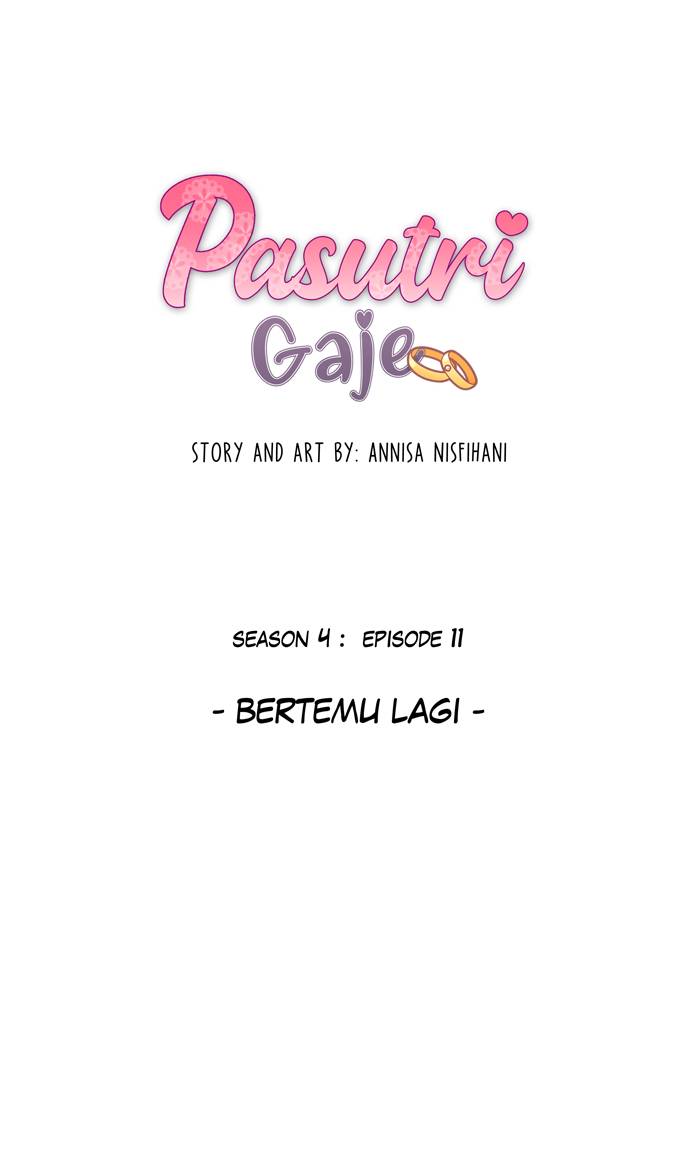 Pasutri
Gaje
STORY AND ART BY: ANNISA NISFIHANI
SEASON 4 : EPISODE 11
- BERTEMU LAGI -